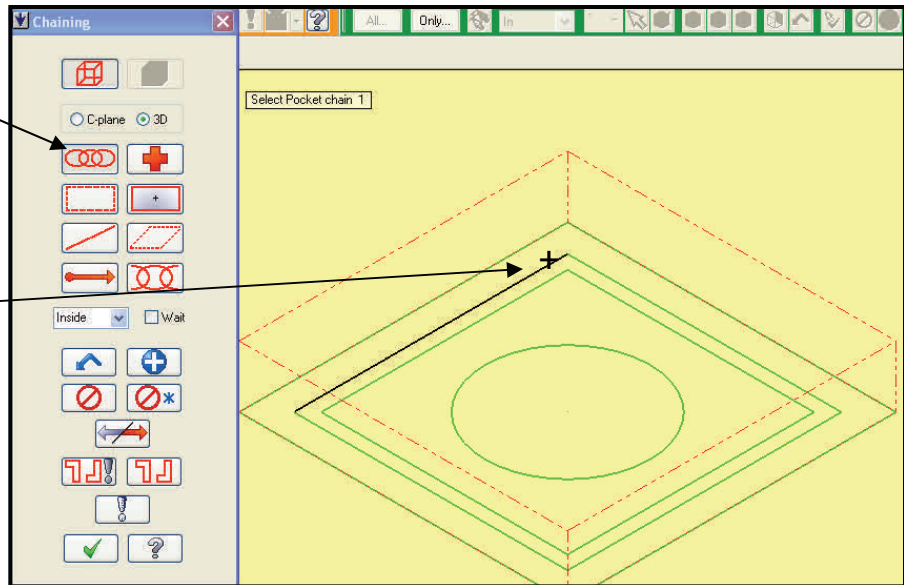 Chaining
All...
Only...
In
C-plane
3D
Select Pocket chain 1
Inside
Wait